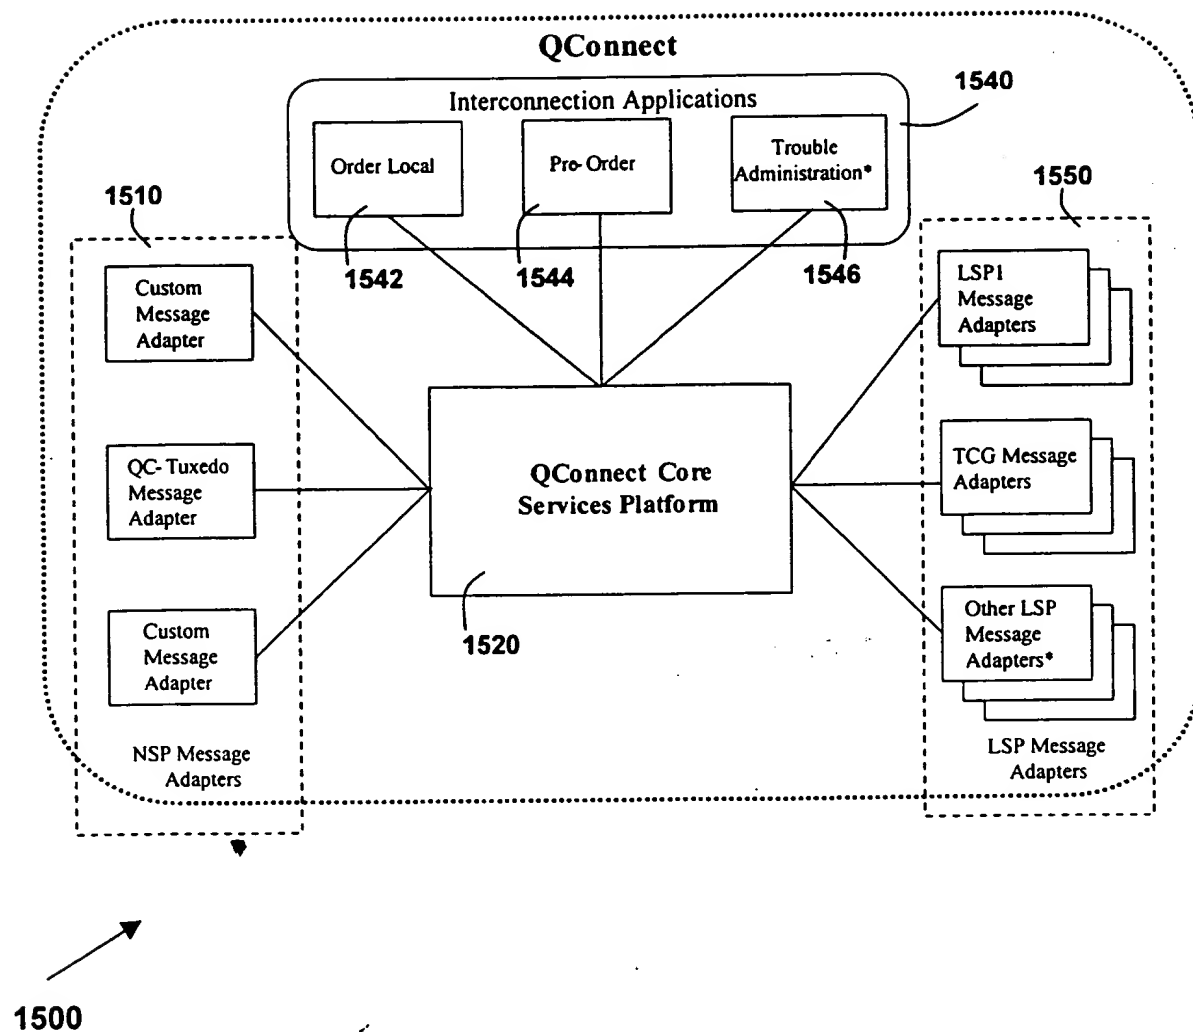 QConnect
Interconnection Applications
1540
Order Local
Pro-Order
Trouble
Administration*
1510
1550
1542
1544
1546
Custom
Message
Adapter
LSP1
Message
Adapters
QC-Tuxedo
Message
Adapter
QConnect Core
Services Platform
TCG Message
Adapters
Custom
Message
Adapter
1520
Other LSP
Message
Adapters*
NSP Message
Adapters
LSP Message
Adapters
1500